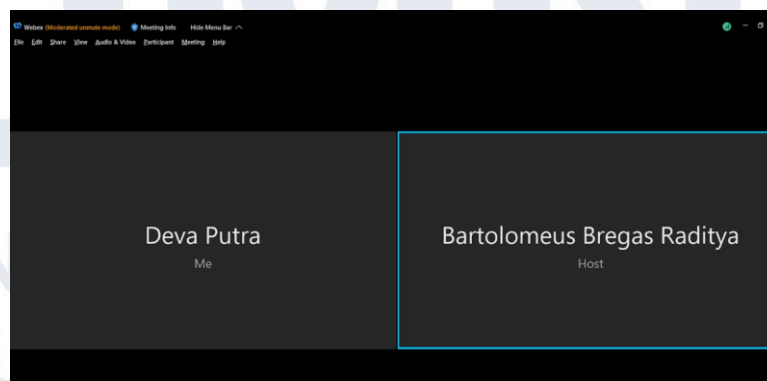 Webex (Moderated unmute mode) Meeting Info Hide Menu Bar
File Edit Share View Audio & Video Participant Meeting Help
Deva Putra
Me
Bartolomeus Bregas Raditya
Host